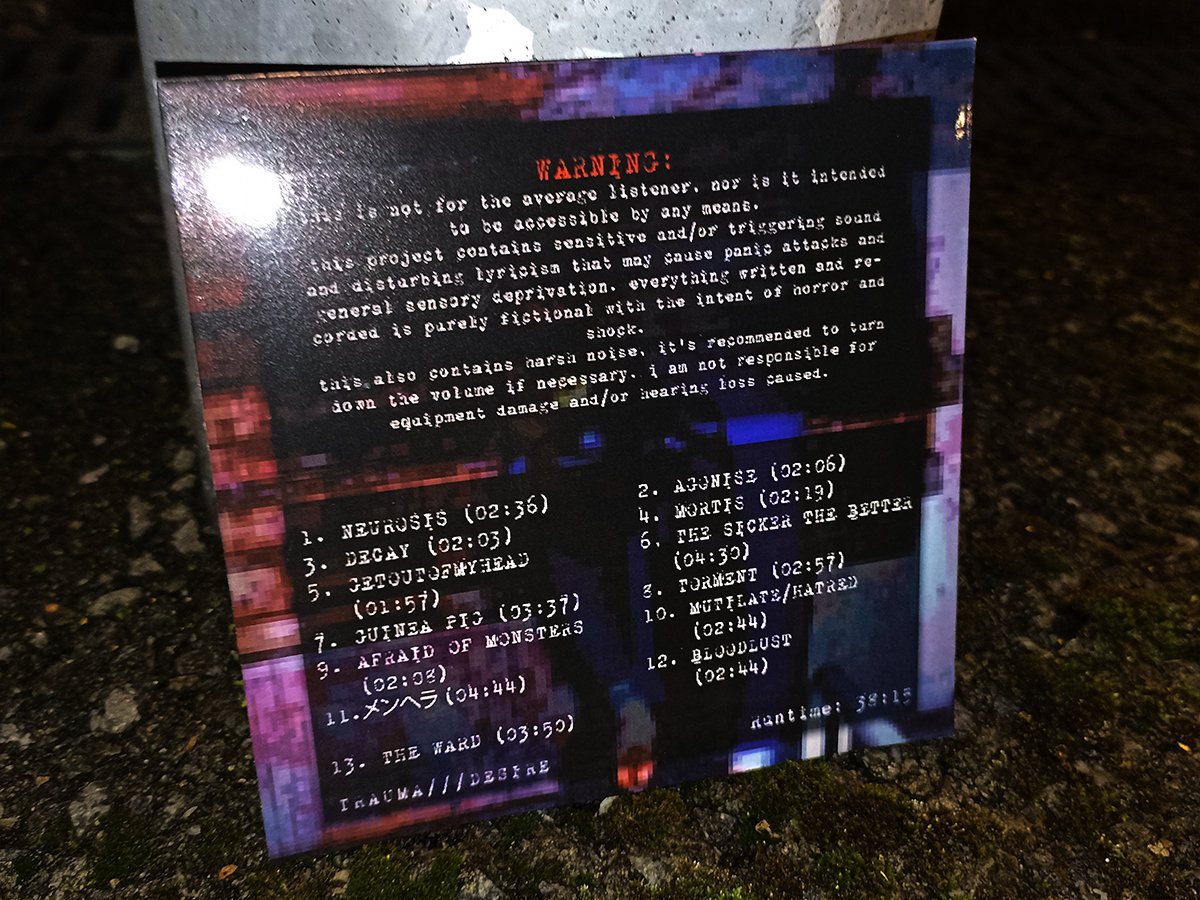 WARNING:
this is not for the average listener. nor is it intended
to be accessible by any means.
this project contains sensitive and/or triggering sound
and disturbing lyricism that may cause panic attacks and
general sensory deprivation. everything written and re-
corded is purely fictional with the intent of horror and
shock.
this also contains harsh noise. it's recommended to turn
down the volume if necessary. i am not responsible for
equipment damage and/or hearing loss caused.
1. NEUROSIS (02:36)
2. AGONISE (02:06)
3. DECAY (02:03)
4. MORTIS (02:19)
5. GETOUTOFMYHEAD
(01:57)
6. THE SICKER THE BETTER
(04:30)
7. GUINEA PIG (03:37)
8. TORMENT (02:57)
9. AFRAID OF MONSTERS
(02:08)
10. MUTILATE/HATRED
(02:44)
11.メンヘラ(04:44)
12. BLOODLUST
(02:44)
13. THE WARD (03:50)
Runtime: 38:15
TRAUMA///DESIRE